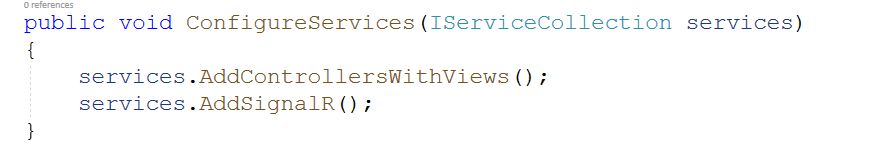 0 references
public void ConfigureServices(IServiceCollection services)
{
    services.AddControllersWithViews();
    services.AddSignalR();
}